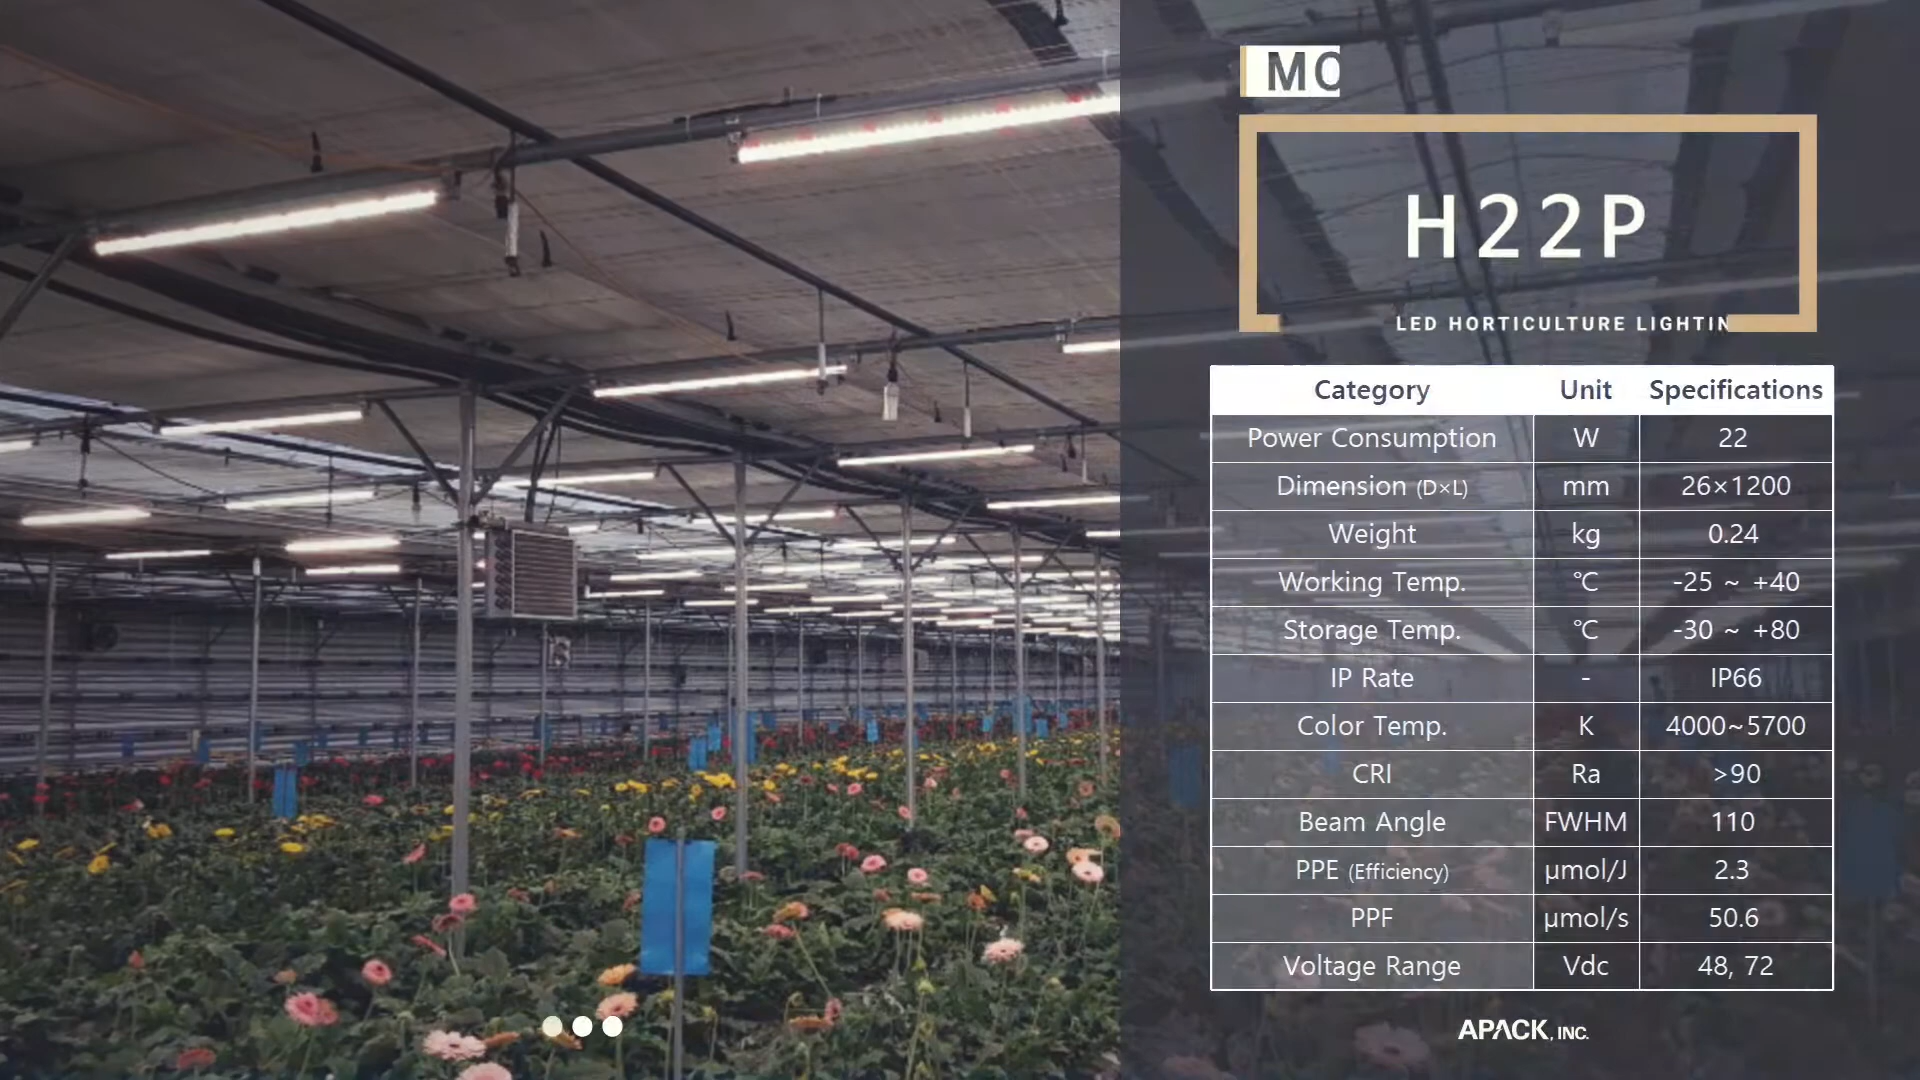 MO
H22P
LED HORTICULTURE LIGHTIN
Category Unit Specifications
Power Consumption W 22
Dimension (D×L) mm 26×1200
Weight kg 0.24
Working Temp. ℃ -25 ~ +40
Storage Temp. ℃ -30 ~ +80
IP Rate - IP66
Color Temp. K 4000~5700
CRI Ra >90
Beam Angle FWHM 110
PPE (Efficiency) μmol/J 2.3
PPF μmol/s 50.6
Voltage Range Vdc 48, 72
APACK, INC.